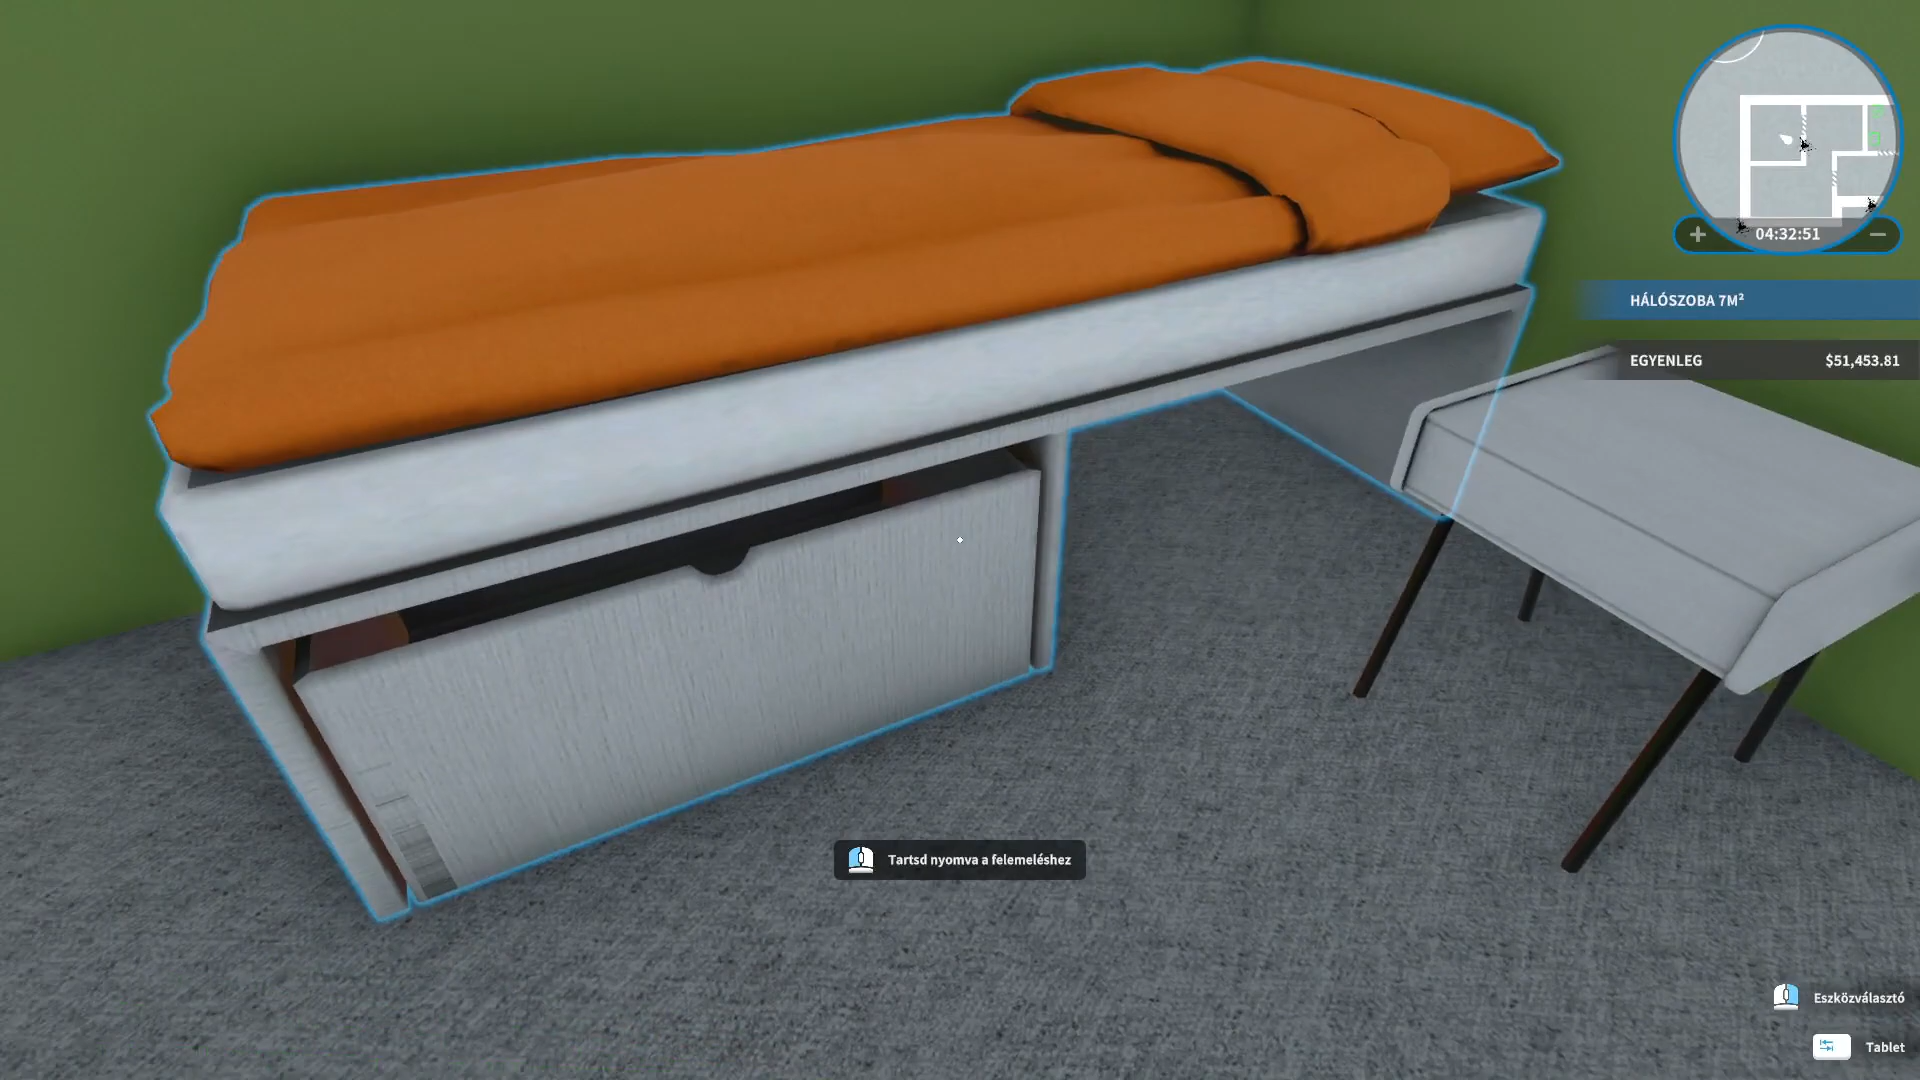 04:32:51
HÁLÓSZOBA 7M²
EGYENLEG $51,453.81
Tartsd nyomva a felemeléshez
Eszközválasztó
Tablet